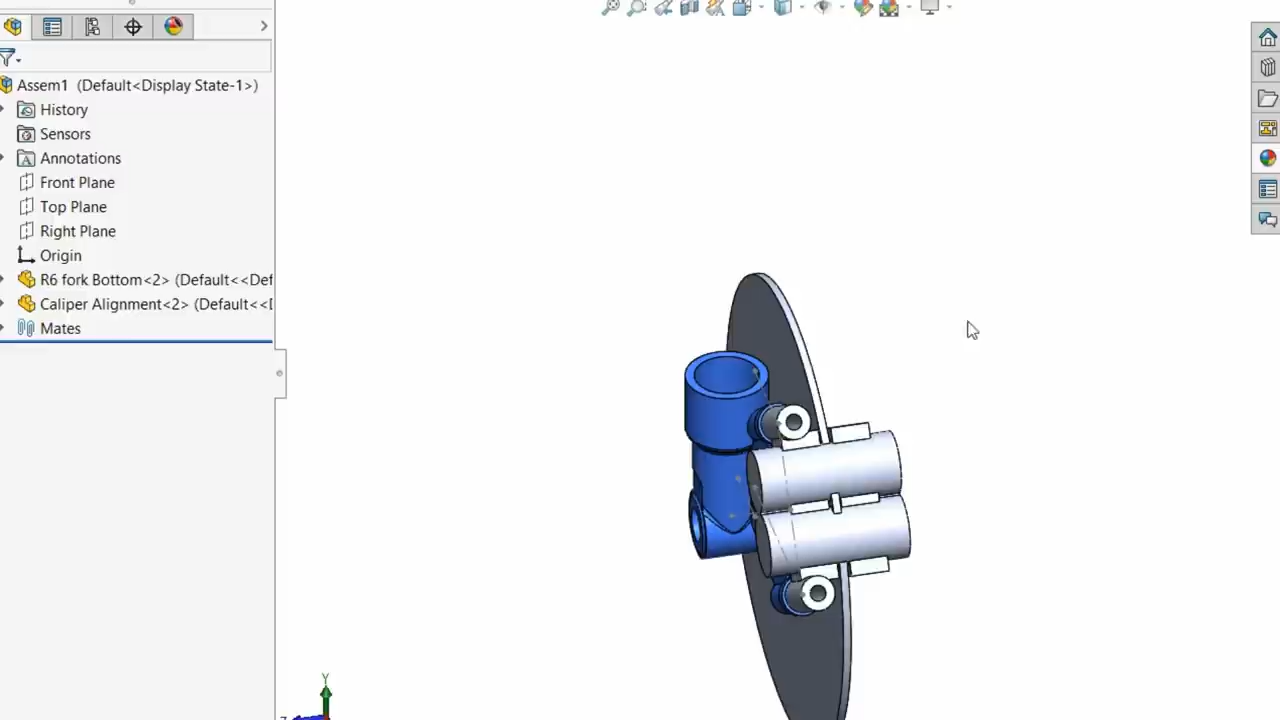 Assem1 (Default<Display State-1>)
History
Sensors
Annotations
Front Plane
Top Plane
Right Plane
Origin
R6 fork Bottom<2> (Default<<Def
Caliper Alignment<2> (Default<<D
Mates
Y
Z